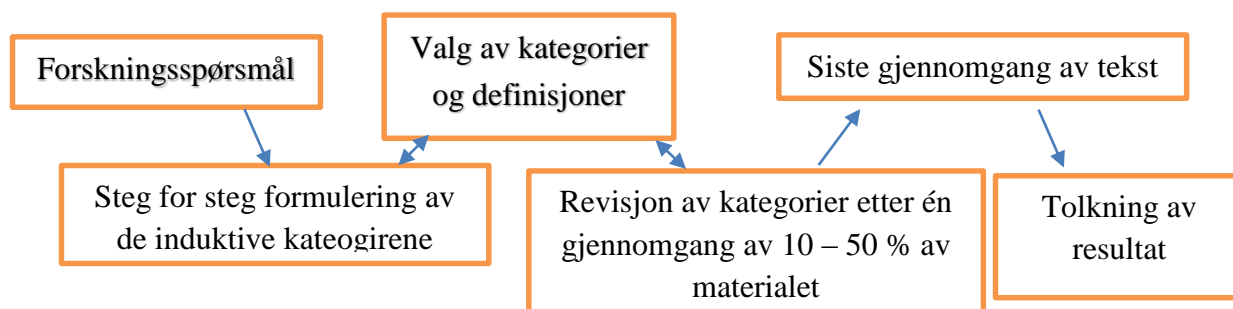 Forskningsspørsmål
Valg av kategorier
og definisjoner
Siste gjennomgang av tekst
Steg for steg formulering av
de induktive kateogirene
Revisjon av kategorier etter én
gjennomgang av 10 – 50 % av
materialet
Tolkning av
resultat